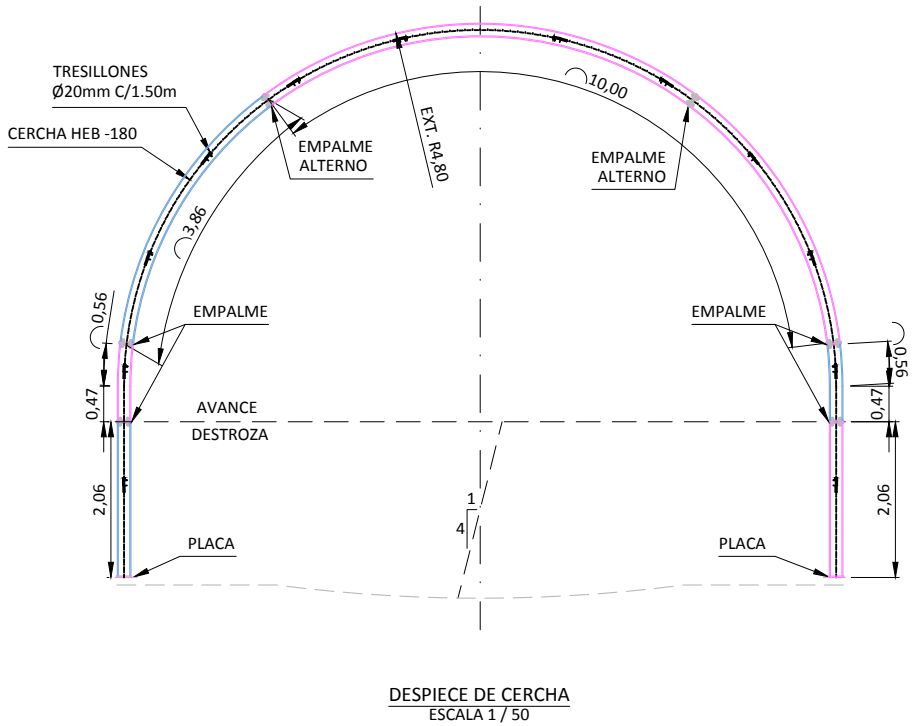 TRESILLONES
Ø20mm C/1.50m
CERCHA HEB -180
EMPALME
ALTERNO
EXT. R4,80
10,00
EMPALME
ALTERNO
3,86
0,56
EMPALME
EMPALME
0,56
0,47
0,47
AVANCE
DESTROZA
2,06
1
4
2,06
PLACA
PLACA
DESPIECE DE CERCHA
ESCALA 1 / 50